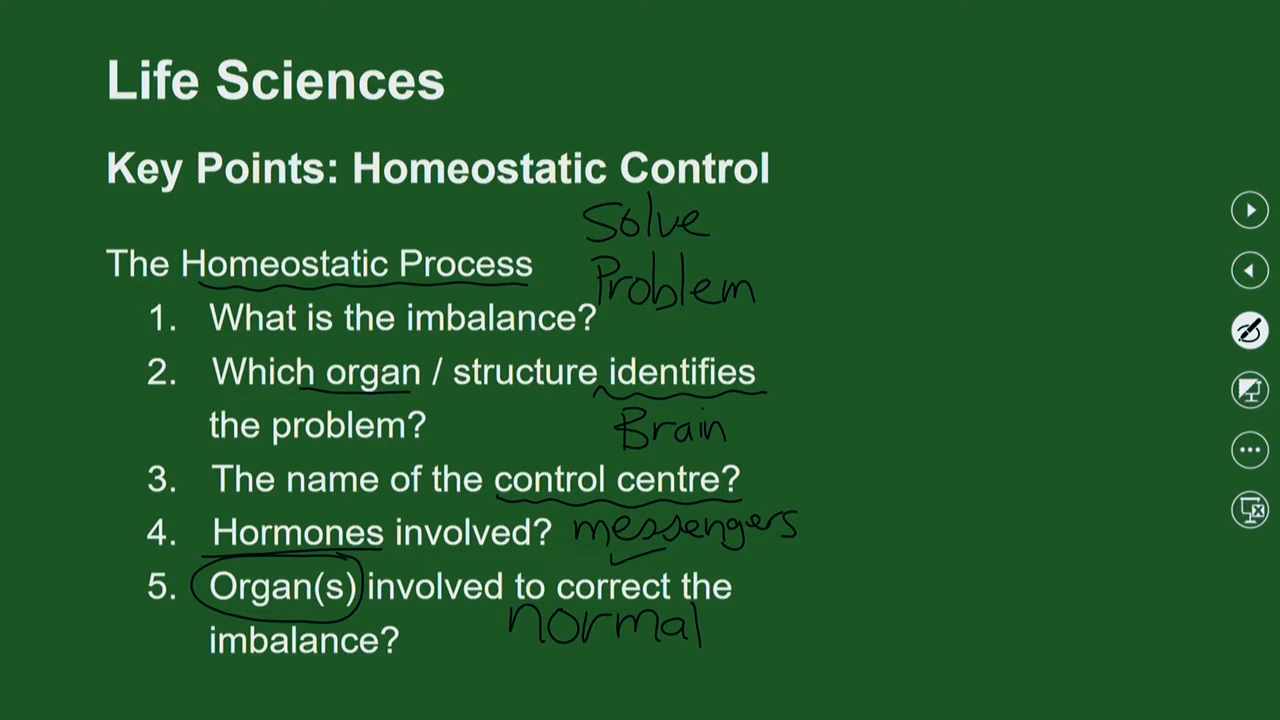 Life Sciences
Key Points: Homeostatic Control
Solve
The Homeostatic Process
Problem
1. What is the imbalance?
2. Which organ / structure identifies
the problem?
Brain
3. The name of the control centre?
4. Hormones involved? messengers
5. Organ(s) involved to correct the
normal
imbalance?